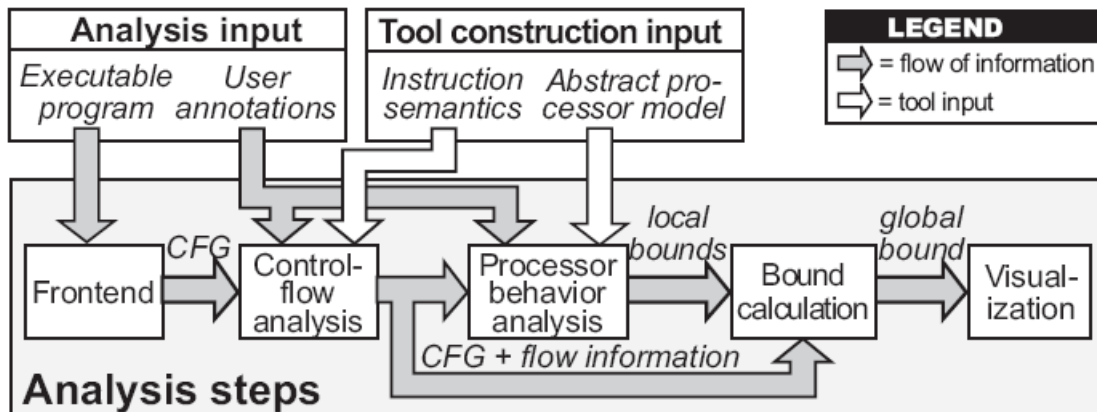 Analysis input
Executable
program
User
annotations
Tool construction input
Instruction
semantics
Abstract pro-
cessor model
LEGEND
= flow of information
= tool input
CFG
local
bounds
global
bound
Frontend
Control-
flow
analysis
Processor
behavior
analysis
Bound
calculation
Visual-
ization
CFG + flow information
Analysis steps